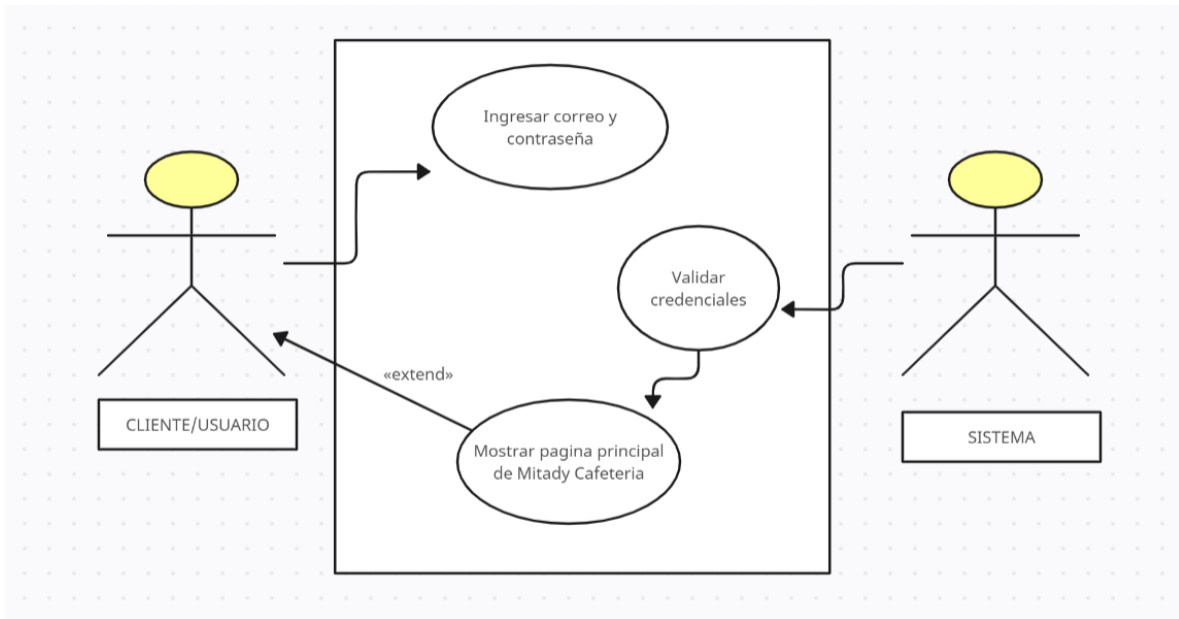 Ingresar correo y
contraseña
Validar
credenciales
«extend»
CLIENTE/USUARIO
SISTEMA
Mostrar pagina principal
de Mitady Cafeteria